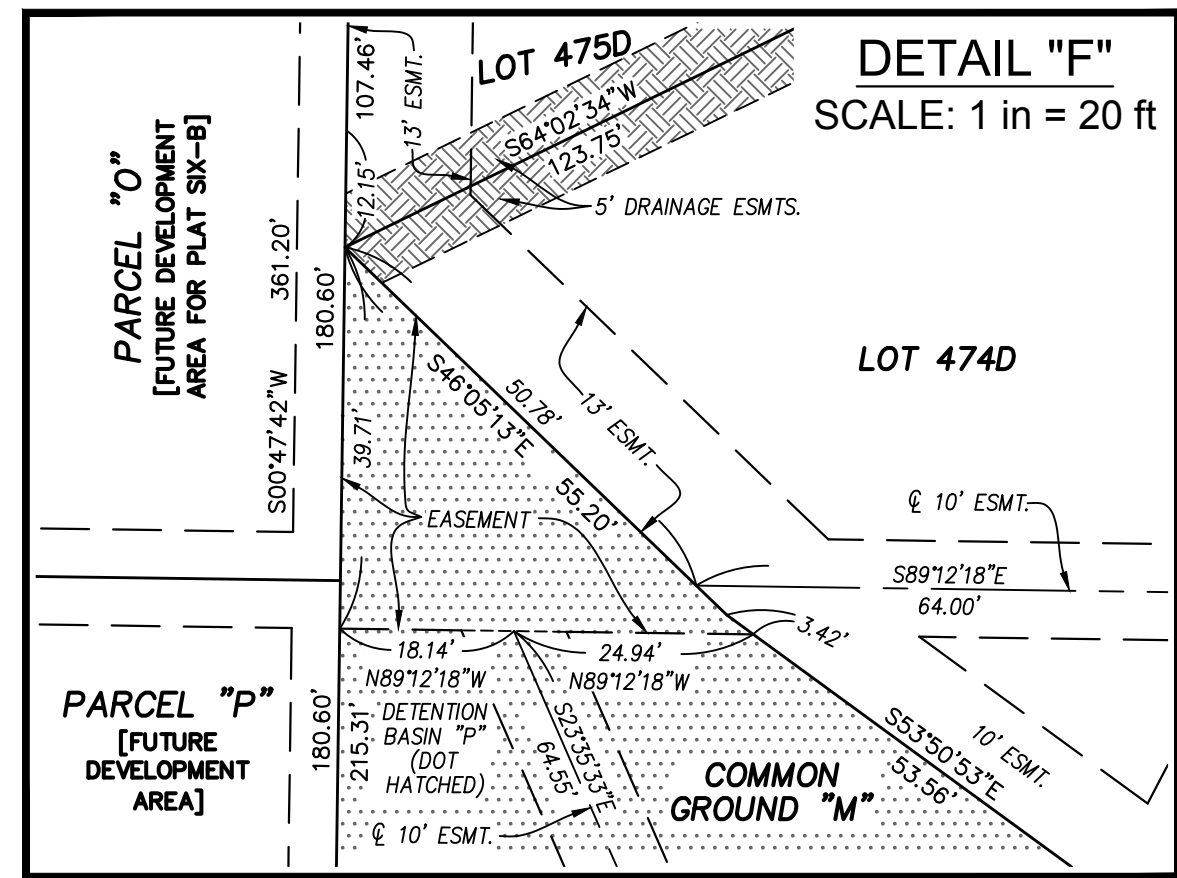 DETAIL "F"
SCALE: 1 in = 20 ft
LOT 475D
107.46'
13' ESMT.
S64°02'34"W
123.75'
12.15'
5' DRAINAGE ESMTS.
PARCEL "O"
[FUTURE DEVELOPMENT
AREA FOR PLAT SIX-B]
361.20'
S00°47'42"W
180.60'
39.71'
S46°05'13"E
50.78'
55.20'
13' ESMT.
LOT 474D
EASEMENT
℄ 10' ESMT.
S89°12'18"E
64.00'
3.42'
18.14'
N89°12'18"W
24.94'
N89°12'18"W
PARCEL "P"
[FUTURE
DEVELOPMENT
AREA]
180.60'
215.31'
DETENTION
BASIN "P"
(DOT
HATCHED)
S23°35'33"E
64.55'
℄ 10' ESMT.
COMMON
GROUND "M"
S53°50'53"E
53.56'
10' ESMT.